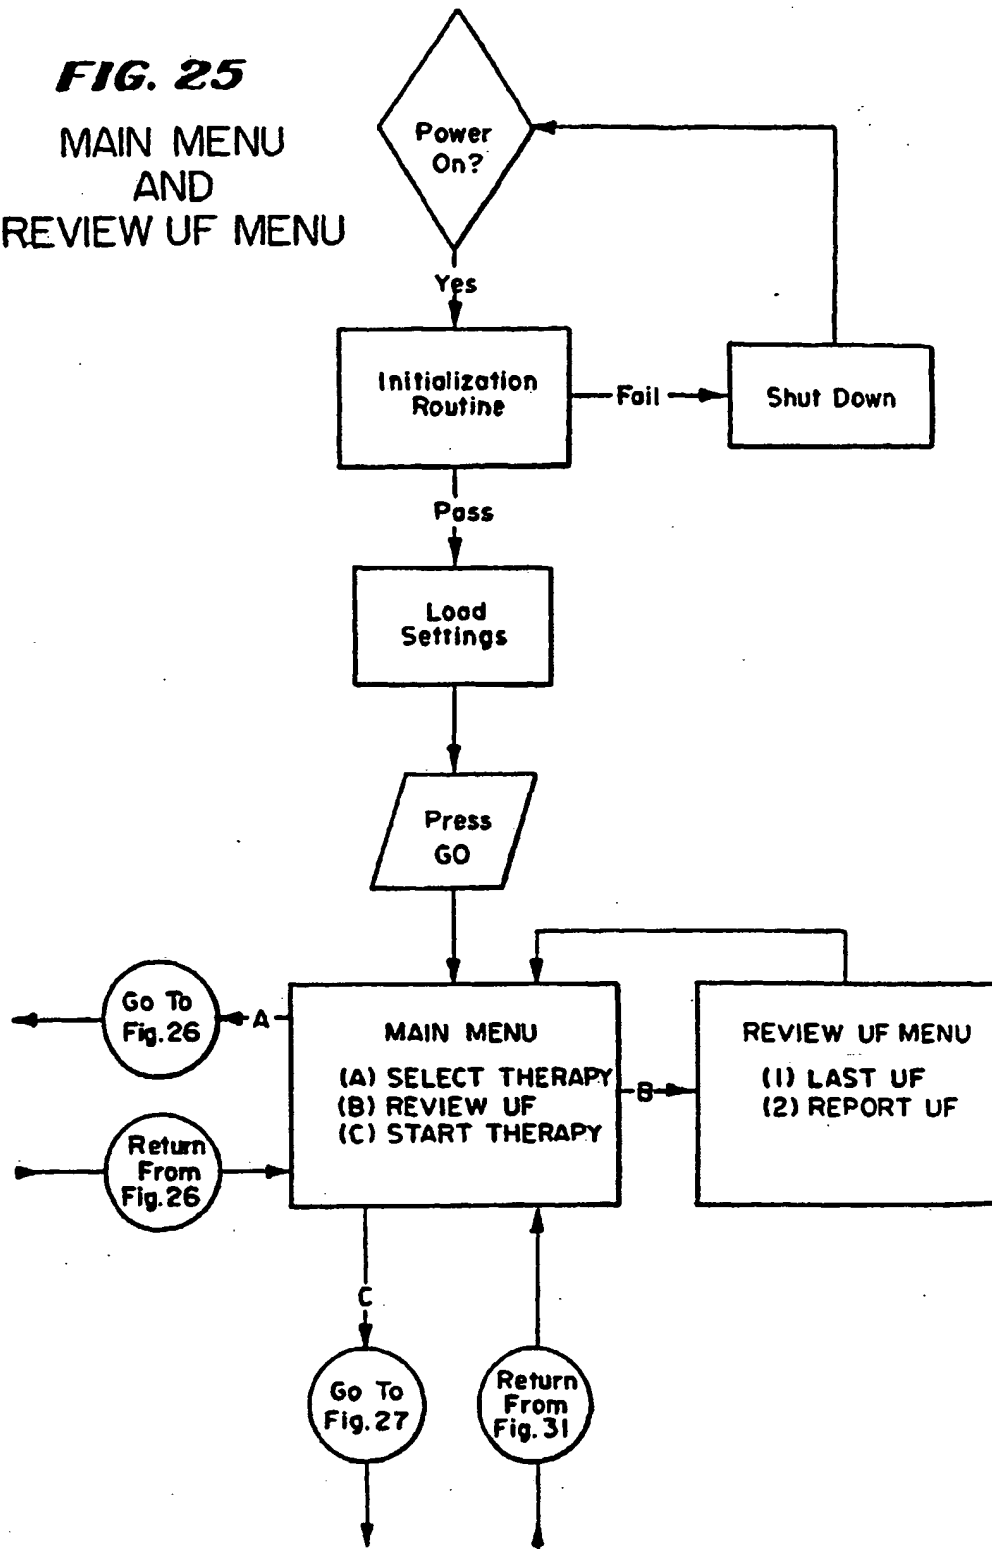 FIG. 25
MAIN MENU
AND
REVIEW UF MENU
Power
On?
Yes
Initialization
Routine
Fail
Shut Down
Pass
Load
Settings
Press
GO
Go To
Fig.26
A
MAIN MENU
(A) SELECT THERAPY
(B) REVIEW UF
(C) START THERAPY
B
REVIEW UF MENU
(1) LAST UF
(2) REPORT UF
Return
From
Fig.26
C
Go To
Fig.27
Return
From
Fig.31